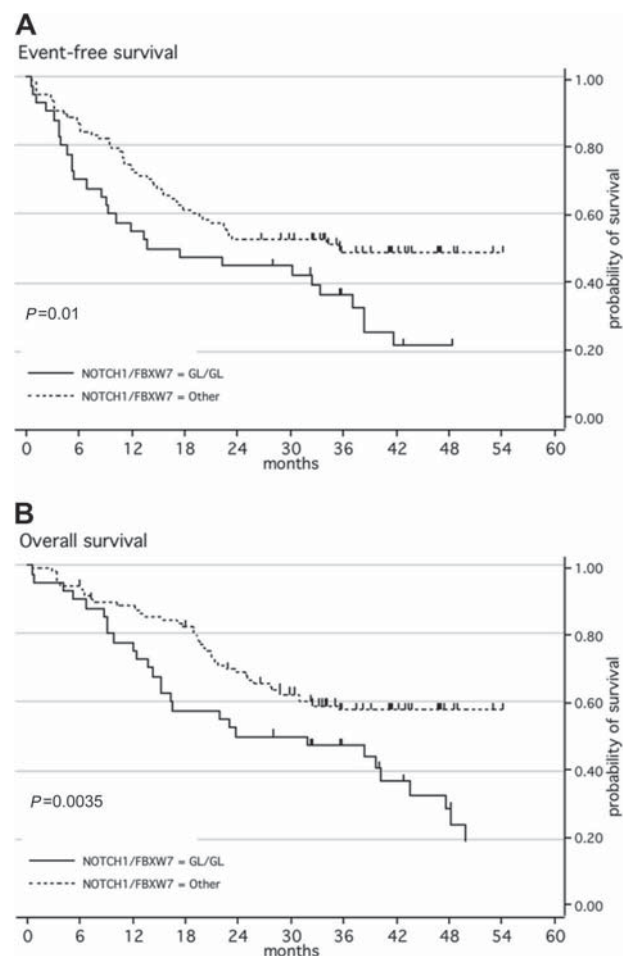 A
Event-free survival
1.00
0.80
0.60
0.40
0.20
0.00
probability of survival
P=0.01
NOTCH1/FBXW7 = GL/GL
NOTCH1/FBXW7 = Other
0 6 12 18 24 30 36 42 48 54 60
months
B
Overall survival
1.00
0.80
0.60
0.40
0.20
0.00
probability of survival
P=0.0035
NOTCH1/FBXW7 = GL/GL
NOTCH1/FBXW7 = Other
0 6 12 18 24 30 36 42 48 54 60
months